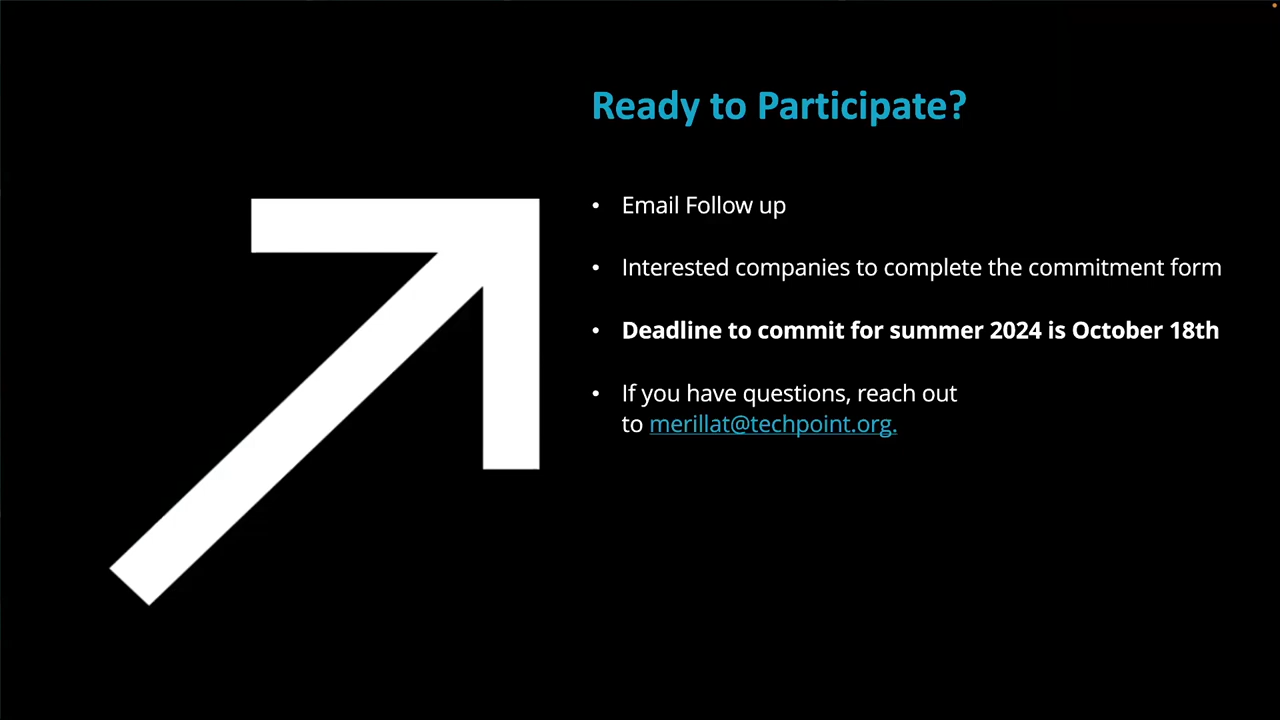 Ready to Participate?
• Email Follow up
• Interested companies to complete the commitment form
• Deadline to commit for summer 2024 is October 18th
• If you have questions, reach out
to merillat@techpoint.org.